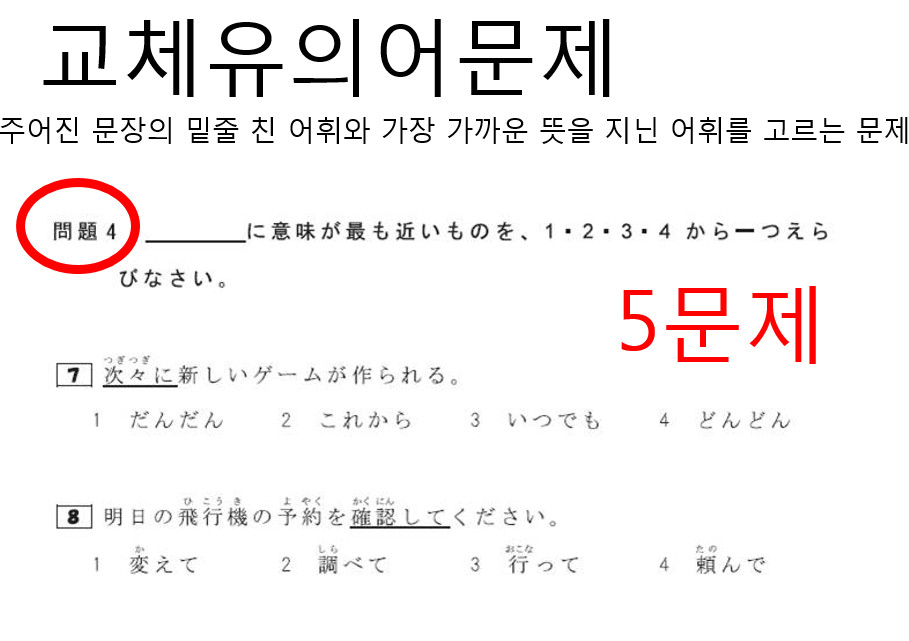 교체유의어문제
주어진 문장의 밑줄 친 어휘와 가장 가까운 뜻을 지닌 어휘를 고르는 문제
問題4 ＿＿＿に意味が最も近いものを、1・2・3・4 から一つえら
びなさい。
5문제
つぎつぎ
7 次々に新しいゲームが作られる。
1 だんだん 2 これから 3 いつでも 4 どんどん
ひ こう き よ やく かく にん
8 明日の飛行機の予約を確認してください。
か しら おこな たの
1 変えて 2 調べて 3 行って 4 頼んで